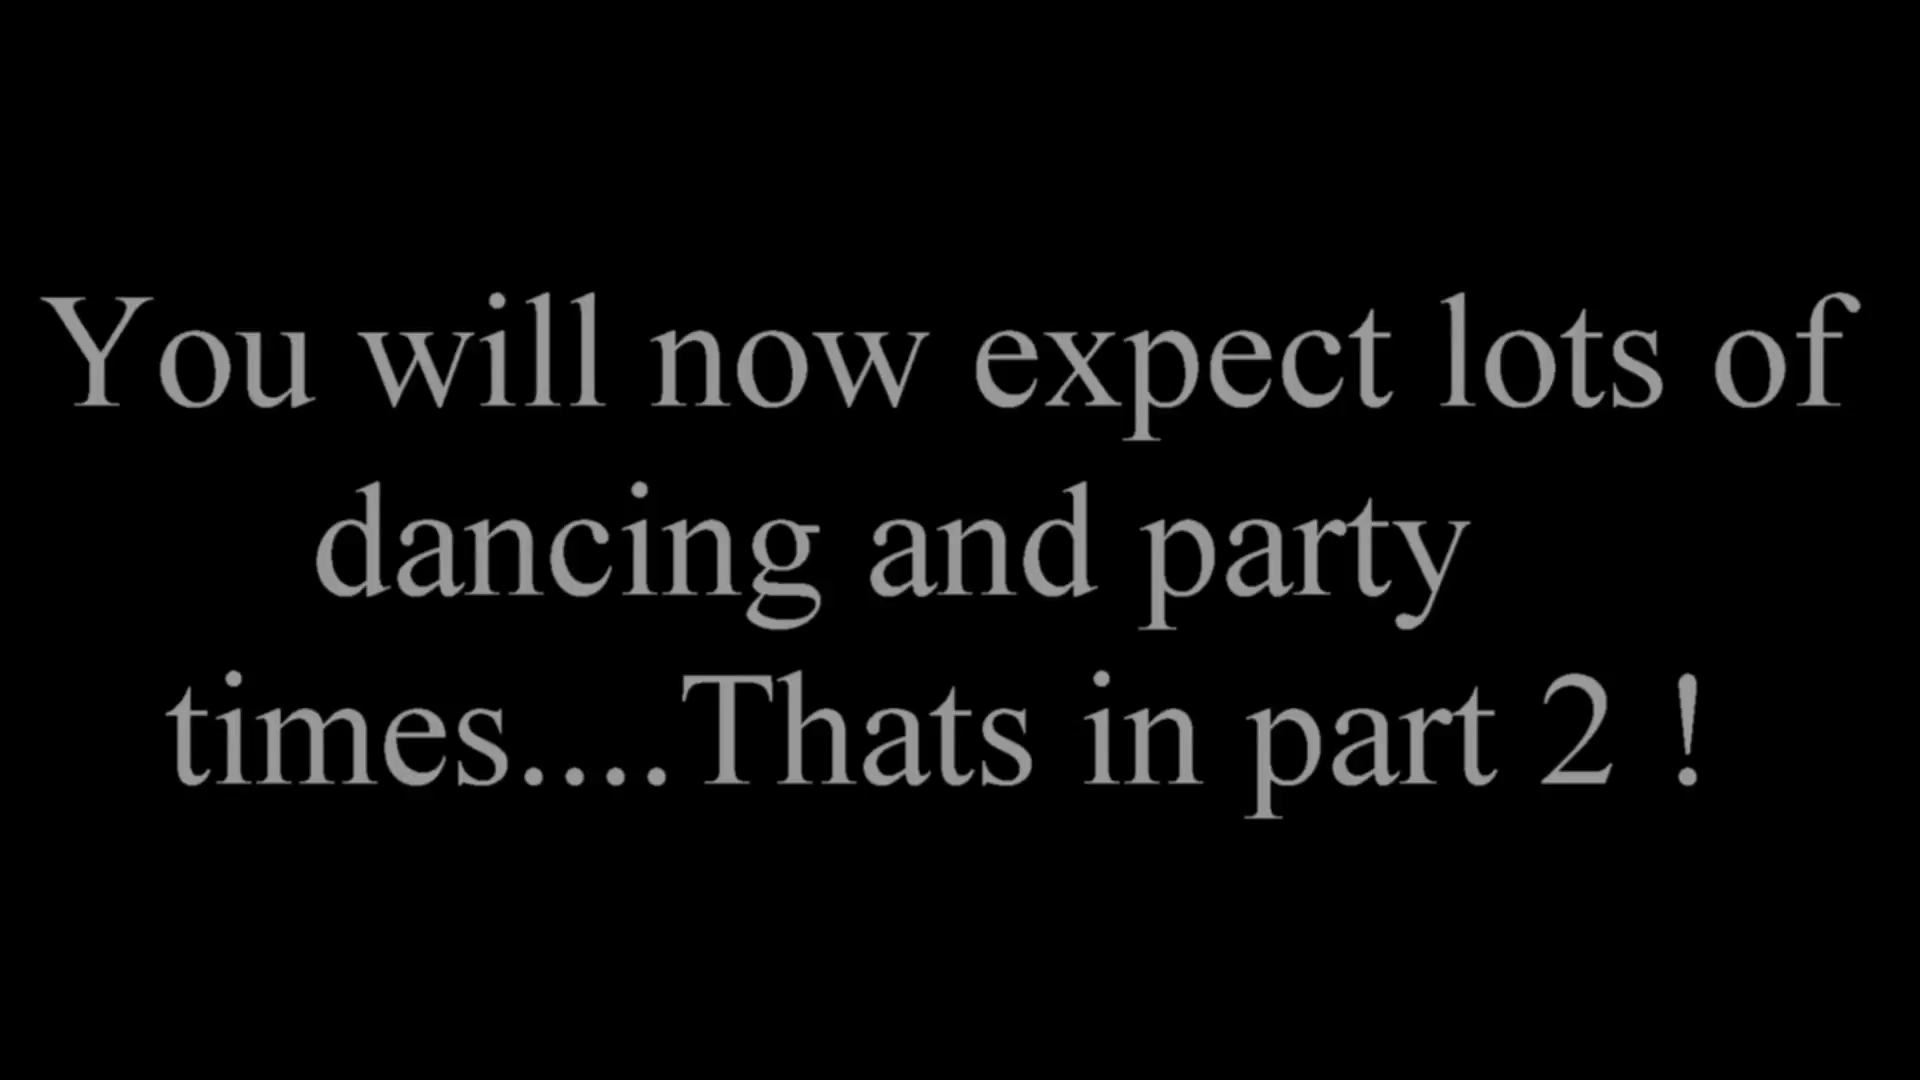 You will now expect lots of
dancing and party
times....Thats in part 2 !